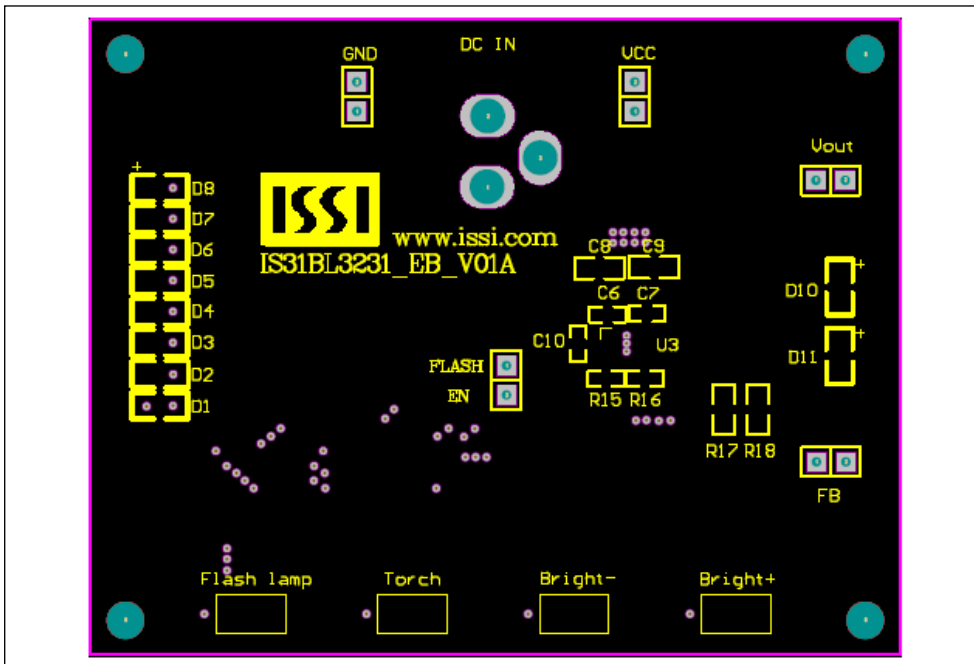 DC IN
GND
VCC
Vout
+
D8
D7
D6
D5
D4
D3
D2
D1
ISSI
www.issi.com
IS31BL3231_EB_V01A
C8
C9
C6
C7
C10
U3
R15
R16
FLASH
EN
D10
+
D11
+
R17
R18
FB
Flash lamp
Torch
Bright-
Bright+